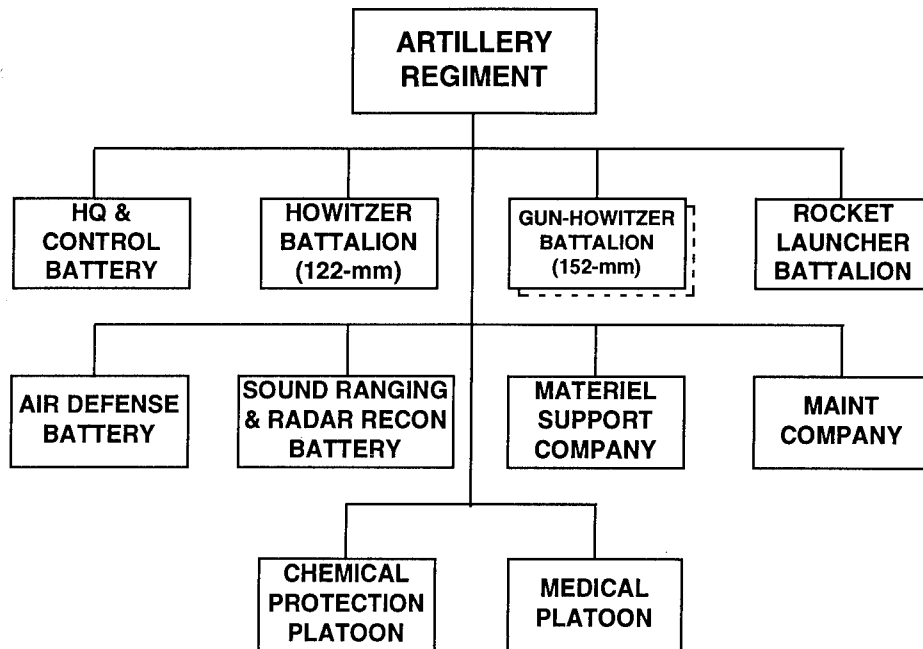 ARTILLERY
REGIMENT
HQ &
CONTROL
BATTERY
HOWITZER
BATTALION
(122-mm)
GUN-HOWITZER
BATTALION
(152-mm)
ROCKET
LAUNCHER
BATTALION
AIR DEFENSE
BATTERY
SOUND RANGING
& RADAR RECON
BATTERY
MATERIEL
SUPPORT
COMPANY
MAINT
COMPANY
CHEMICAL
PROTECTION
PLATOON
MEDICAL
PLATOON